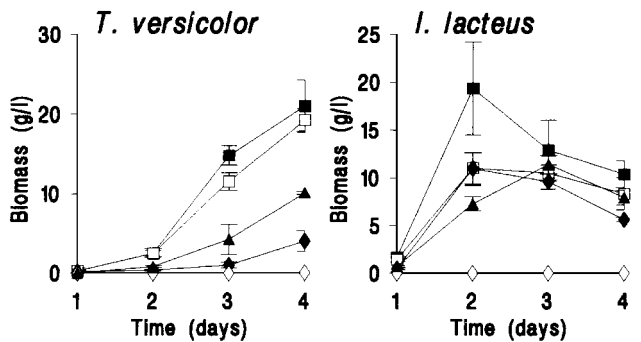 T. versicolor
Biomass (g/l)
30
20
10
0
1 2 3 4
Time (days)
I. lacteus
Biomass (g/l)
25
20
15
10
5
0
1 2 3 4
Time (days)